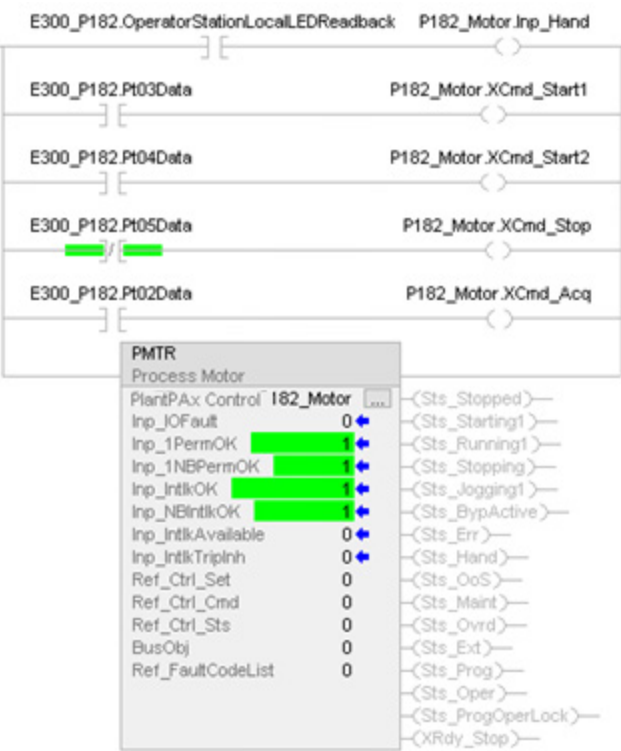 E300_P182.OperatorStationLocalLEDReadback P182_Motor.Inp_Hand
E300_P182.Pt03Data P182_Motor.XCmd_Start1
E300_P182.Pt04Data P182_Motor.XCmd_Start2
E300_P182.Pt05Data P182_Motor.XCmd_Stop
E300_P182.Pt02Data P182_Motor.XCmd_Acq
PMTR
Process Motor
PlantPAx Control 182_Motor ... (Sts_Stopped)
Inp_IOFault 0 (Sts_Starting1)
Inp_1PermOK 1 (Sts_Running1)
Inp_1NBPermOK 1 (Sts_Stopping)
Inp_IntlkOK 1 (Sts_Jogging1)
Inp_NBIntlkOK 1 (Sts_BypActive)
Inp_IntlkAvailable 0 (Sts_Err)
Inp_IntlkTripInh 0 (Sts_Hand)
Ref_Ctrl_Set 0 (Sts_OoS)
Ref_Ctrl_Cmd 0 (Sts_Maint)
Ref_Ctrl_Sts 0 (Sts_Ovrd)
BusObj 0 (Sts_Ext)
Ref_FaultCodeList 0 (Sts_Prog)
(Sts_Oper)
(Sts_ProgOperLock)
(XRdy_Stop)